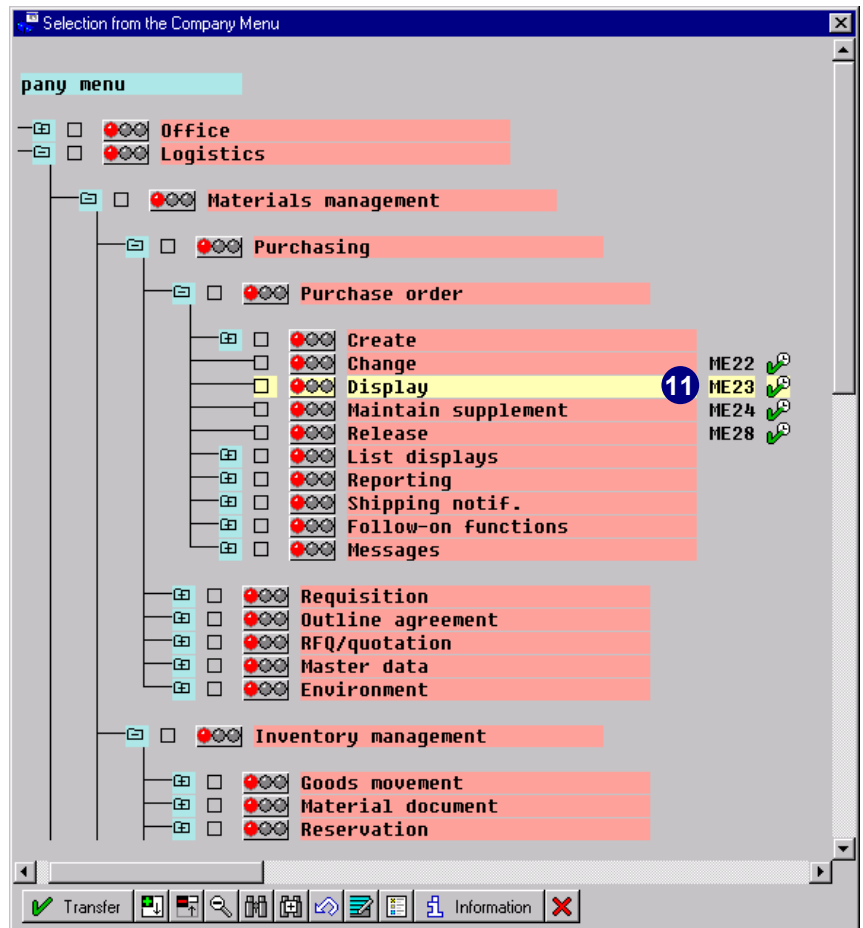 Selection from the Company Menu
pany menu
Office
Logistics
Materials management
Purchasing
Purchase order
Create
Change ME22
Display 11 ME23
Maintain supplement ME24
Release ME28
List displays
Reporting
Shipping notif.
Follow-on functions
Messages
Requisition
Outline agreement
RFQ/quotation
Master data
Environment
Inventory management
Goods movement
Material document
Reservation
Transfer Information